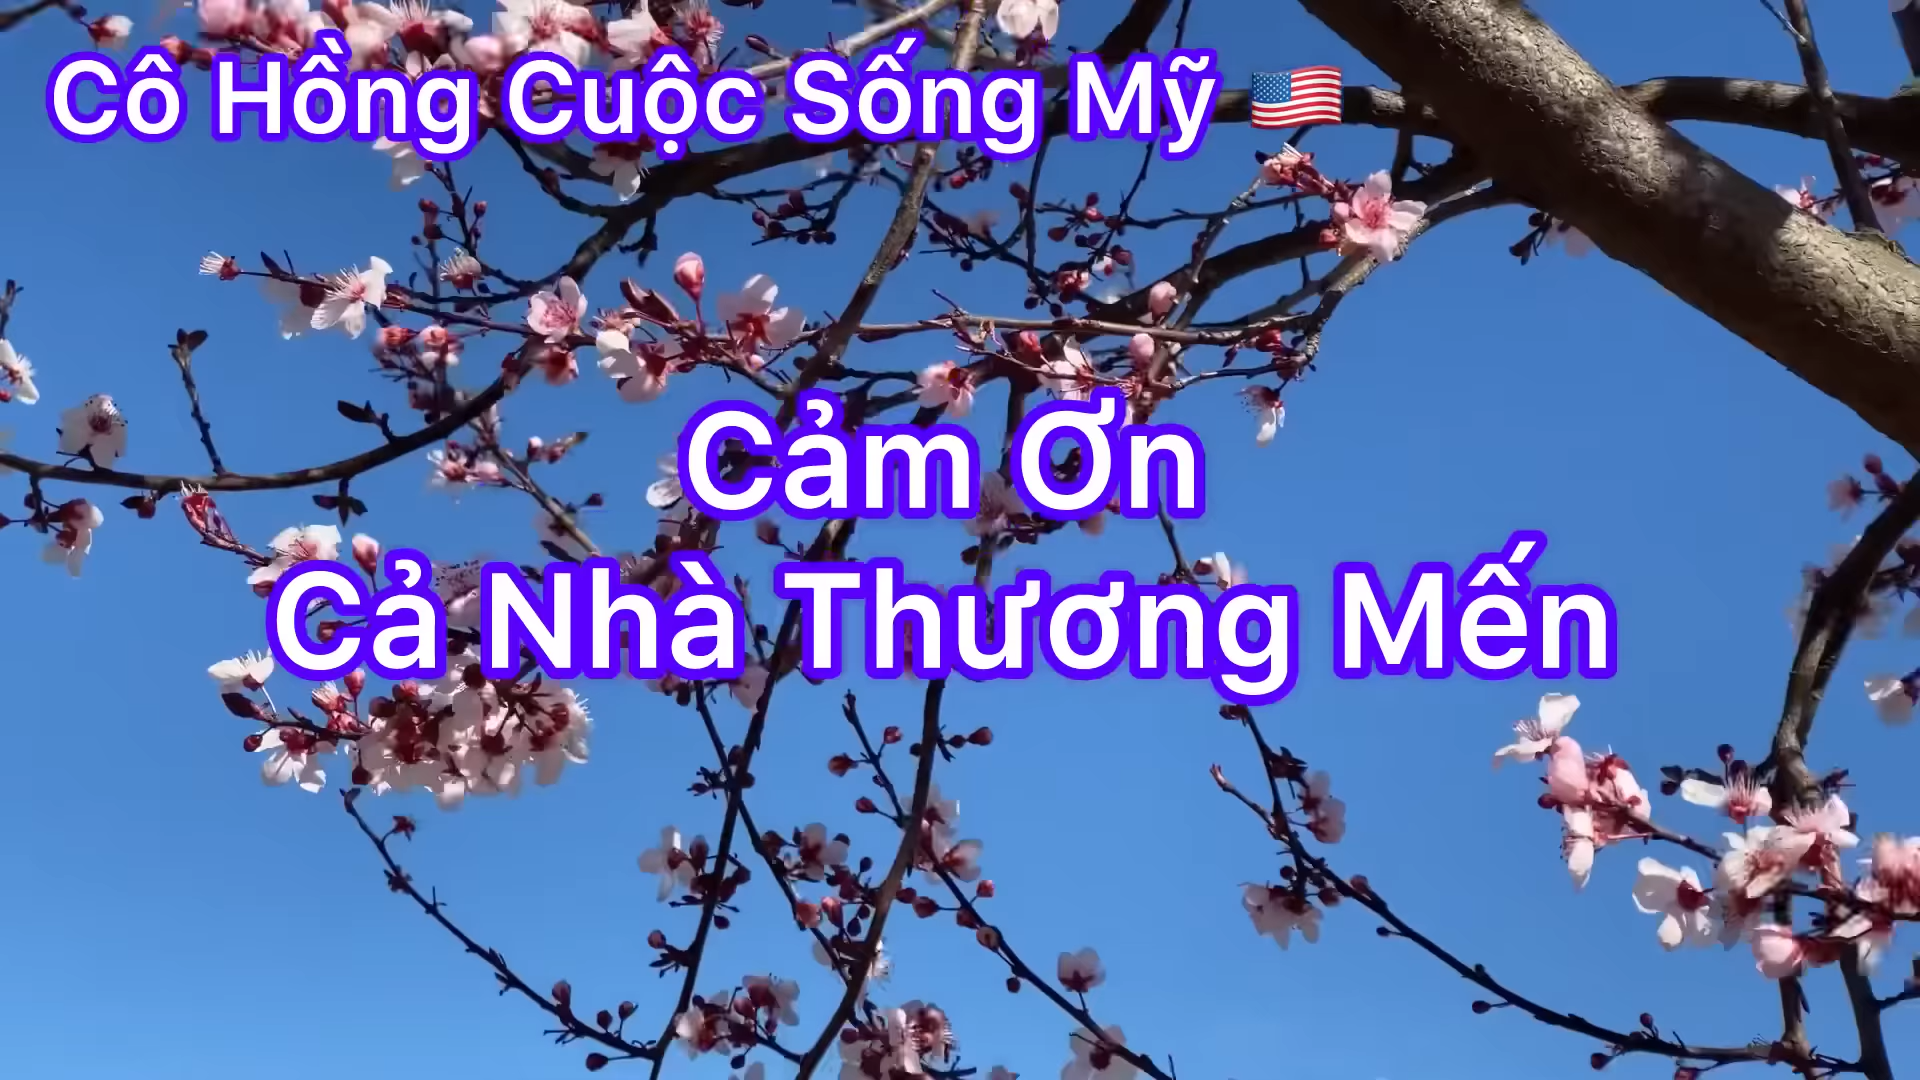 Cô Hồng Cuộc Sống Mỹ 🇺🇸
Cảm Ơn
Cả Nhà Thương Mến